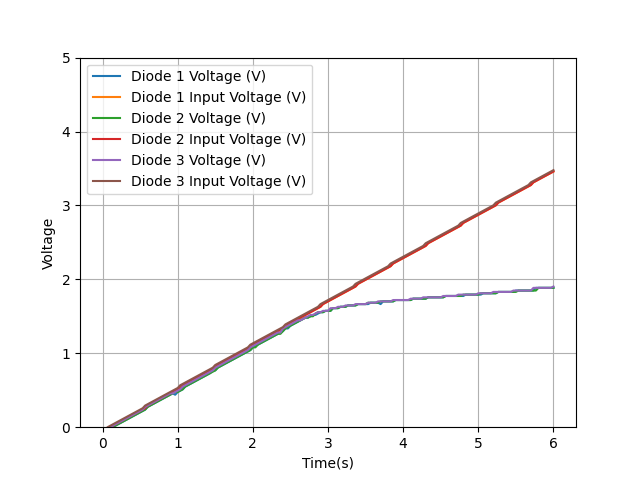 Diode 1 Voltage (V)
Diode 1 Input Voltage (V)
Diode 2 Voltage (V)
Diode 2 Input Voltage (V)
Diode 3 Voltage (V)
Diode 3 Input Voltage (V)
5
4
3
2
1
0
Voltage
0 1 2 3 4 5 6
Time(s)